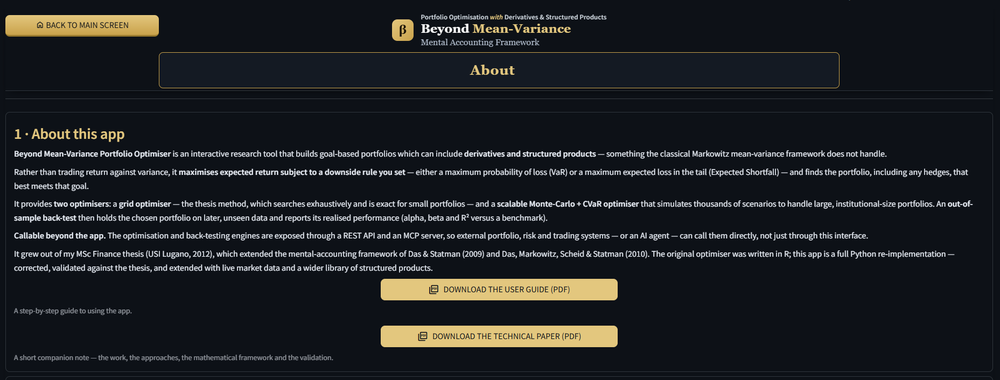 BACK TO MAIN SCREEN
Portfolio Optimisation with Derivatives & Structured Products
β
Beyond Mean-Variance
Mental Accounting Framework
About
1 · About this app
Beyond Mean-Variance Portfolio Optimiser is an interactive research tool that builds goal-based portfolios which can include derivatives and structured products — something the classical Markowitz mean-variance framework does not handle.
Rather than trading return against variance, it maximises expected return subject to a downside rule you set — either a maximum probability of loss (VaR) or a maximum expected loss in the tail (Expected Shortfall) — and finds the portfolio, including any hedges, that
best meets that goal.
It provides two optimisers: a grid optimiser — the thesis method, which searches exhaustively and is exact for small portfolios — and a scalable Monte-Carlo + CVaR optimiser that simulates thousands of scenarios to handle large, institutional-size portfolios. An out-of-
sample back-test then holds the chosen portfolio on later, unseen data and reports its realised performance (alpha, beta and R² versus a benchmark).
Callable beyond the app. The optimisation and back-testing engines are exposed through a REST API and an MCP server, so external portfolio, risk and trading systems — or an AI agent — can call them directly, not just through this interface.
It grew out of my MSc Finance thesis (USI Lugano, 2012), which extended the mental-accounting framework of Das & Statman (2009) and Das, Markowitz, Scheid & Statman (2010). The original optimiser was written in R; this app is a full Python re-implementation —
corrected, validated against the thesis, and extended with live market data and a wider library of structured products.
PDF DOWNLOAD THE USER GUIDE (PDF)
A step-by-step guide to using the app.
PDF DOWNLOAD THE TECHNICAL PAPER (PDF)
A short companion note — the work, the approaches, the mathematical framework and the validation.